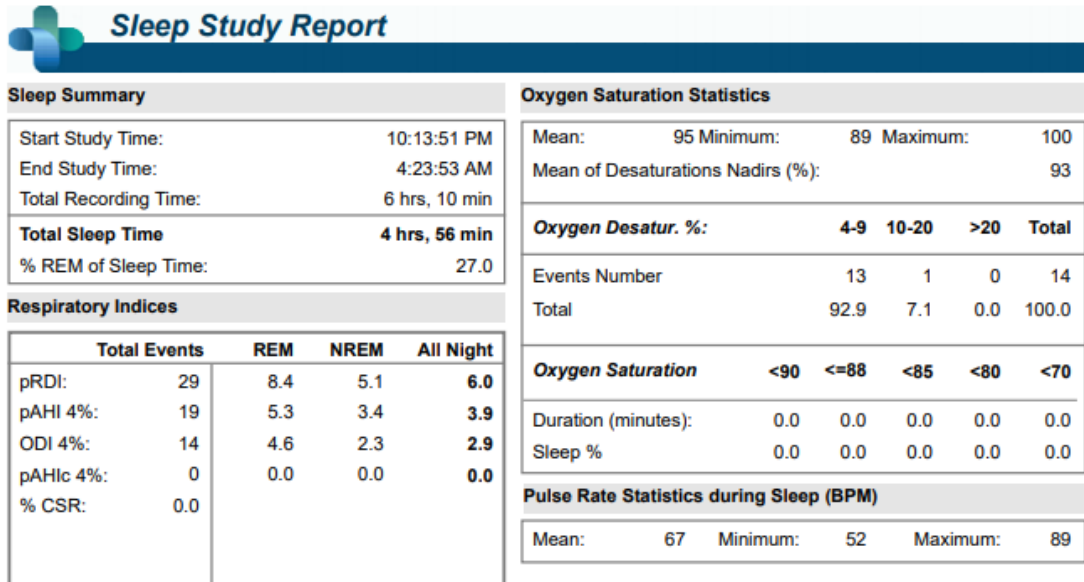 Sleep Study Report
Sleep Summary
Start Study Time: 10:13:51 PM
End Study Time: 4:23:53 AM
Total Recording Time: 6 hrs, 10 min
Total Sleep Time 4 hrs, 56 min
% REM of Sleep Time: 27.0
Respiratory Indices
Total Events REM NREM All Night
pRDI: 29 8.4 5.1 6.0
pAHI 4%: 19 5.3 3.4 3.9
ODI 4%: 14 4.6 2.3 2.9
pAHIc 4%: 0 0.0 0.0 0.0
% CSR: 0.0
Oxygen Saturation Statistics
Mean: 95 Minimum: 89 Maximum: 100
Mean of Desaturations Nadirs (%): 93
Oxygen Desatur. %: 4-9 10-20 >20 Total
Events Number 13 1 0 14
Total 92.9 7.1 0.0 100.0
Oxygen Saturation <90 <=88 <85 <80 <70
Duration (minutes): 0.0 0.0 0.0 0.0 0.0
Sleep % 0.0 0.0 0.0 0.0 0.0
Pulse Rate Statistics during Sleep (BPM)
Mean: 67 Minimum: 52 Maximum: 89